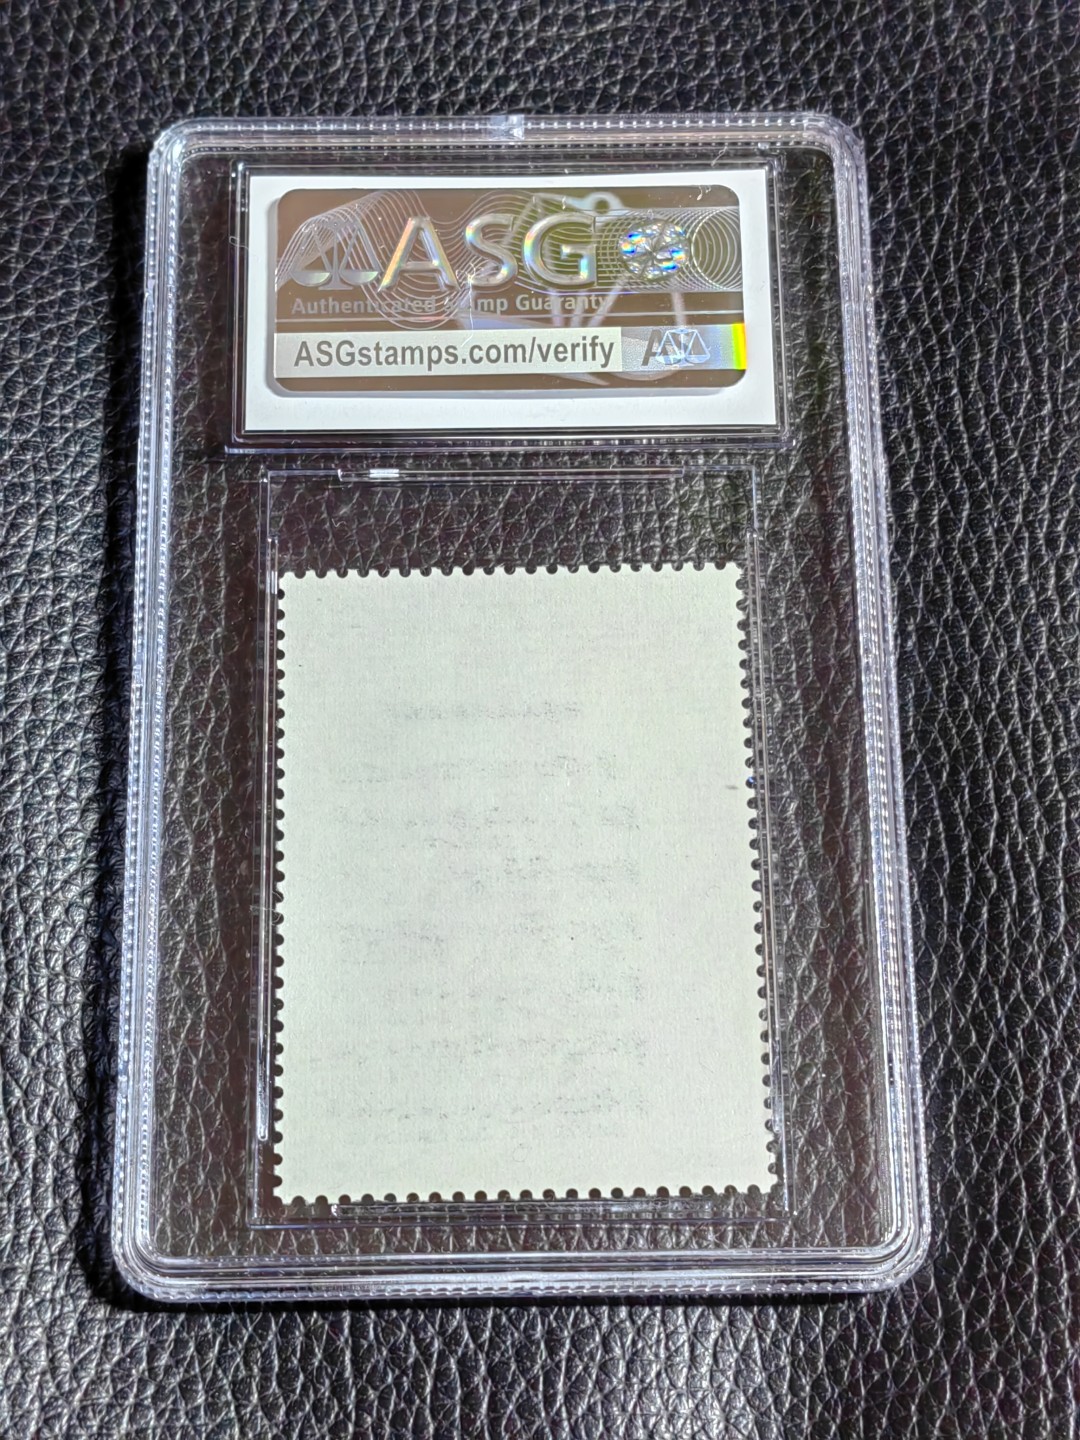 ASG
Authenticated Stamp Guaranty
ASGstamps.com/verify